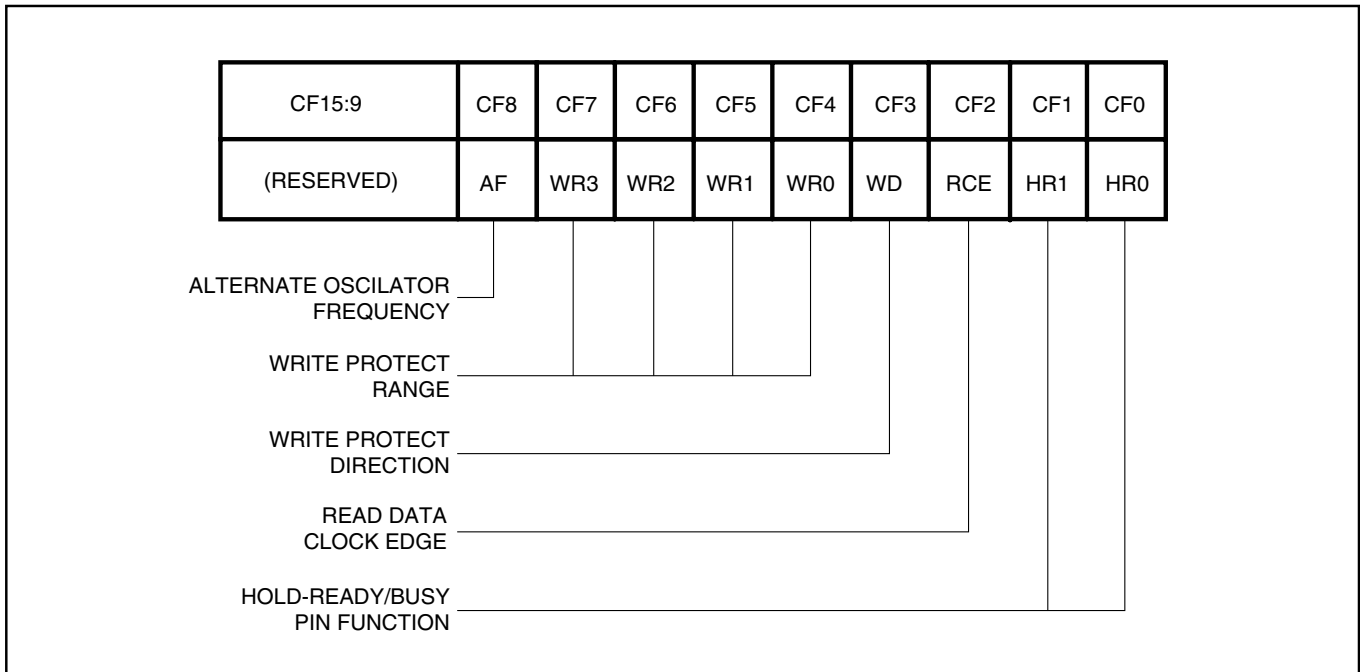 CF15:9 CF8 CF7 CF6 CF5 CF4 CF3 CF2 CF1 CF0
(RESERVED) AF WR3 WR2 WR1 WR0 WD RCE HR1 HR0
ALTERNATE OSCILATOR
FREQUENCY
WRITE PROTECT
RANGE
WRITE PROTECT
DIRECTION
READ DATA
CLOCK EDGE
HOLD-READY/BUSY
PIN FUNCTION